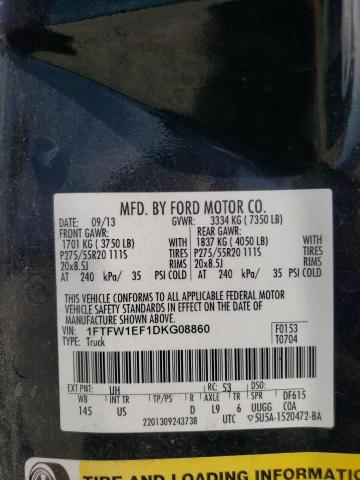 MFD. BY FORD MOTOR CO.
DATE: 09/13 GVWR: 3334 KG (7350 LB)
FRONT GAWR: REAR GAWR:
1701 KG (3750 LB) WITH 1837 KG (4050 LB) WITH
P275/55R20 111S TIRES P275/55R20 111S TIRES
20x8.5J RIMS 20x8.5J RIMS
AT 240 kPa/ 35 PSI COLD AT 240 kPa/ 35 PSI COLD
THIS VEHICLE CONFORMS TO ALL APPLICABLE FEDERAL MOTOR
VEHICLE SAFETY STANDARDS IN EFFECT ON THE DATE OF
MANUFACTURE SHOWN ABOVE.
VIN: 1FTFW1EF1DKG08860 F0153
TYPE: Truck T0704
EXT PNT: UH RC: 53 DSO: DF615
WB INT TR TP/PS R AXLE TR SPR
145 US D L9 6 UUGG COA
2201309243738 UTC 5U5A-1520472-BA
TIRE AND LOADING INFORMATION